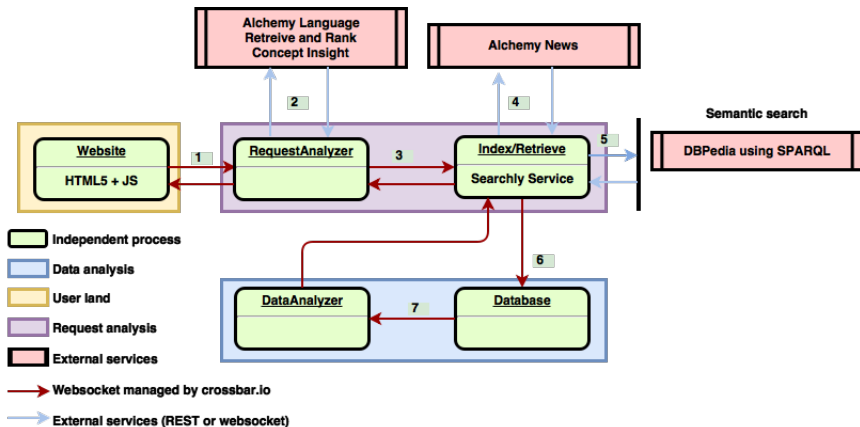 Alchemy Language
Retreive and Rank
Concept Insight
Alchemy News
2
4
Semantic search
5
DBPedia using SPARQL
Website
HTML5 + JS
1
RequestAnalyzer
3
Index/Retrieve
Searchly Service
6
DataAnalyzer
7
Database
Independent process
Data analysis
User land
Request analysis
External services
Websocket managed by crossbar.io
External services (REST or websocket)